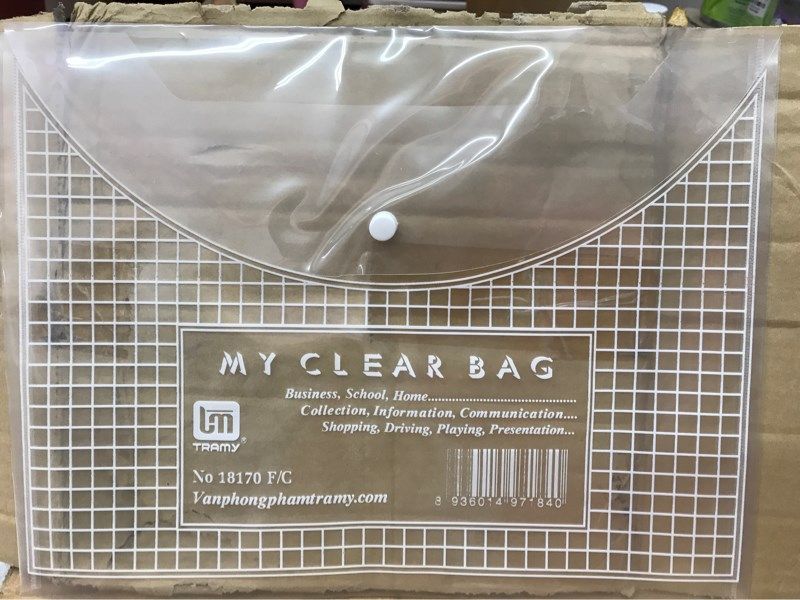 MY CLEAR BAG
Business, School, Home......................................
Collection, Information, Communication....
Shopping, Driving, Playing, Presentation...
tm
TRAMY®
No 18170 F/C
Vanphongphamtramy.com
8 936014 971840